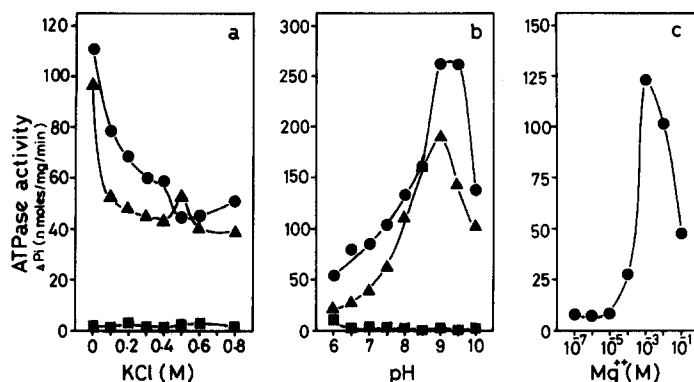 ATPase activity
ΔPi (n.moles/mg/min)
a
120
100
80
60
40
20
0
0 0·2 0·4 0·6 0·8
KCl (M)
b
300
250
200
150
100
50
0
6 7 8 9 10
pH
c
150
125
100
75
50
25
0
10⁻⁷ 10⁻⁵ 10⁻³ 10¹
Mg⁺⁺(M)